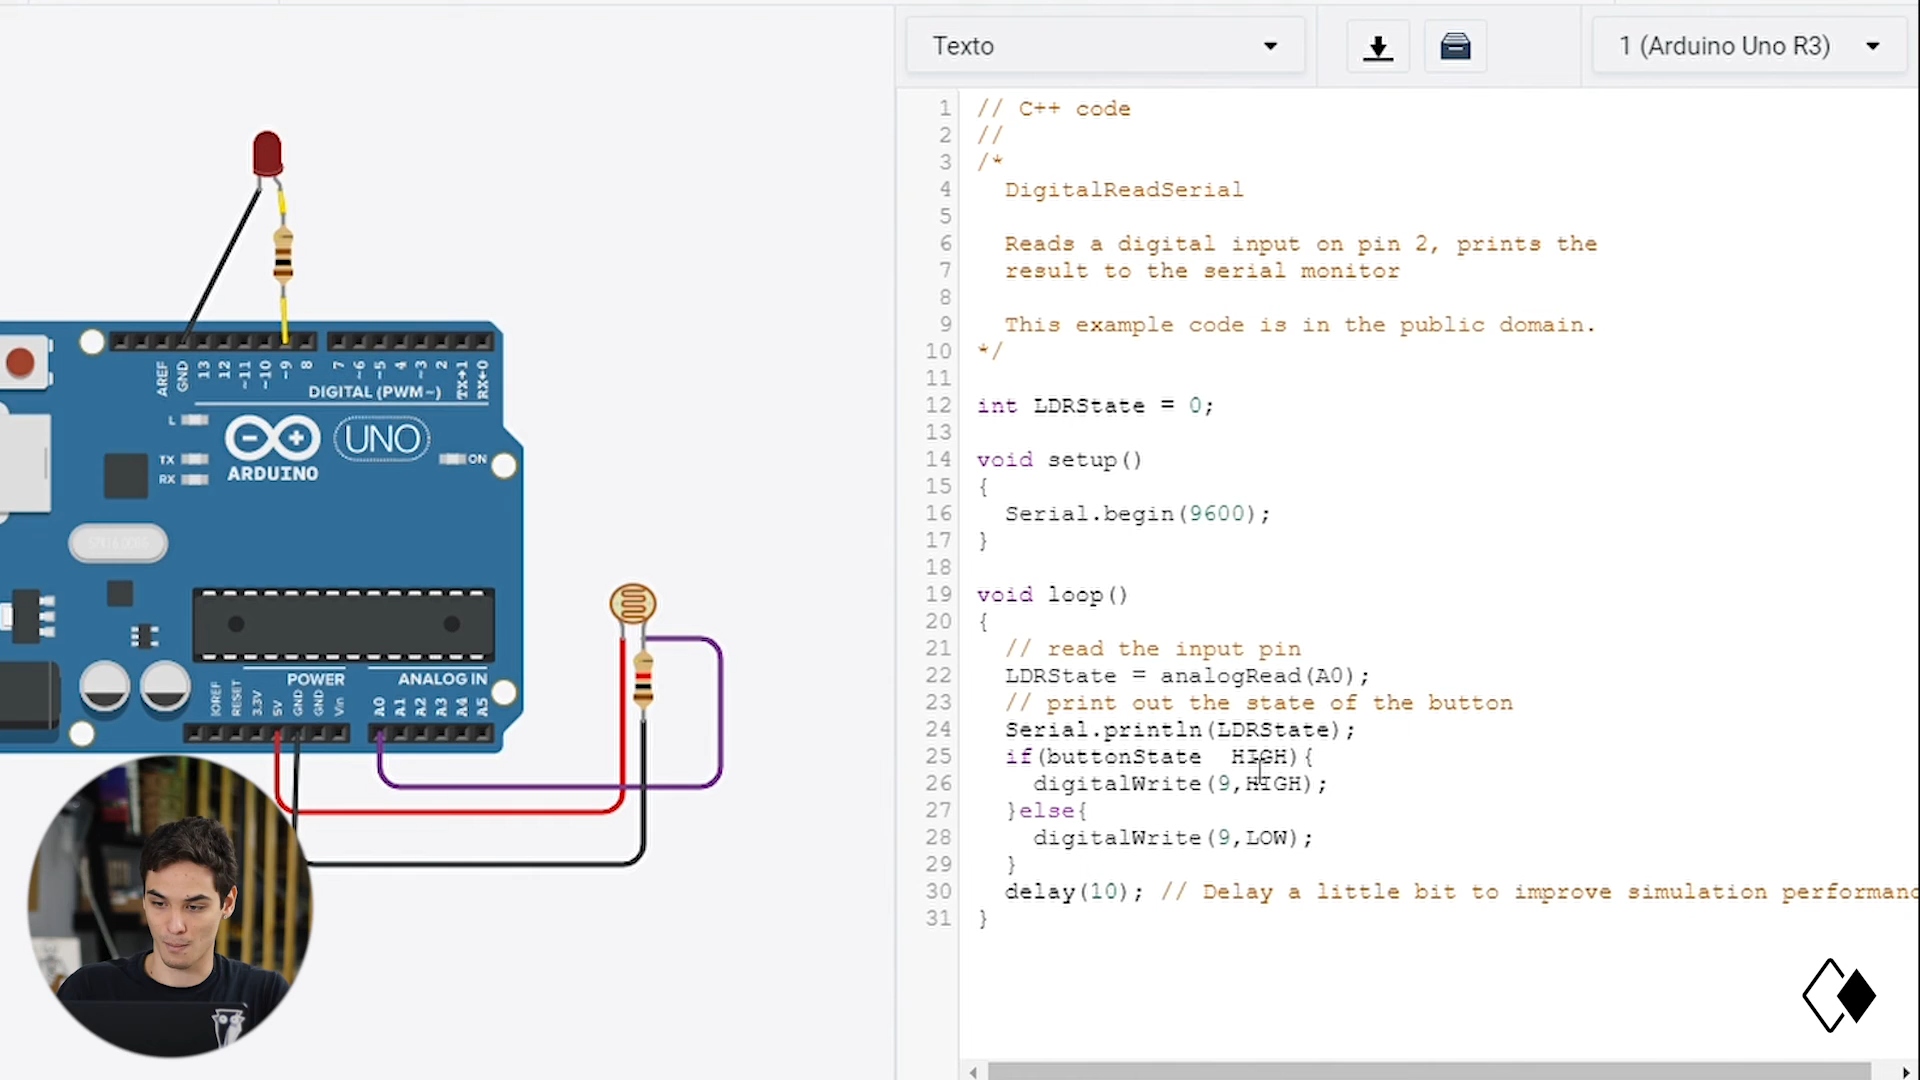 Texto
1 (Arduino Uno R3)
1 // C++ code
2 //
3 /*
4 DigitalReadSerial
5
6 Reads a digital input on pin 2, prints the
7 result to the serial monitor
8
9 This example code is in the public domain.
10 */
11
12 int LDRState = 0;
13
14 void setup()
15 {
16 Serial.begin(9600);
17 }
18
19 void loop()
20 {
21 // read the input pin
22 LDRState = analogRead(A0);
23 // print out the state of the button
24 Serial.println(LDRState);
25 if(buttonState  HIGH){
26 digitalWrite(9,HIGH);
27 }else{
28 digitalWrite(9,LOW);
29 }
30 delay(10); // Delay a little bit to improve simulation performanc
31 }
AREF
GND
13
12
~11
~10
~9
8
7
~6
~5
4
~3
2
TX→1
RX←0
DIGITAL (PWM~)
L
TX
RX
UNO
ARDUINO
ON
POWER
ANALOG IN
IOREF
RESET
3.3V
5V
GND
GND
Vin
A0
A1
A2
A3
A4
A5